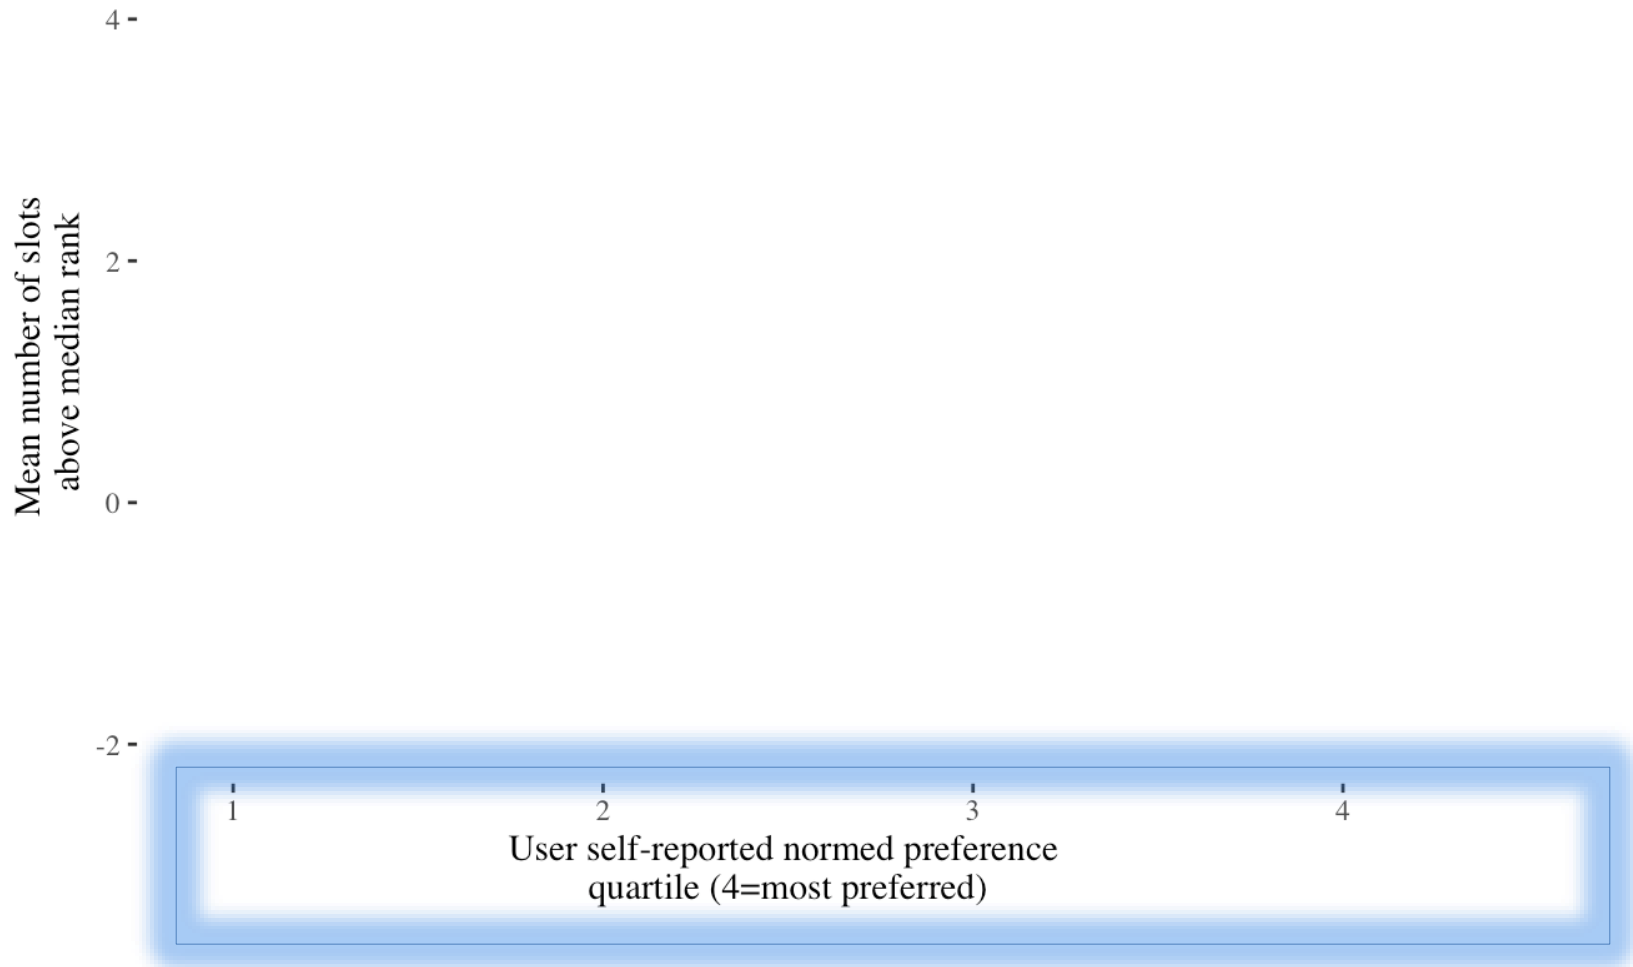 4
Mean number of slots
above median rank
2
0
-2
1 2 3 4
User self-reported normed preference
quartile (4=most preferred)